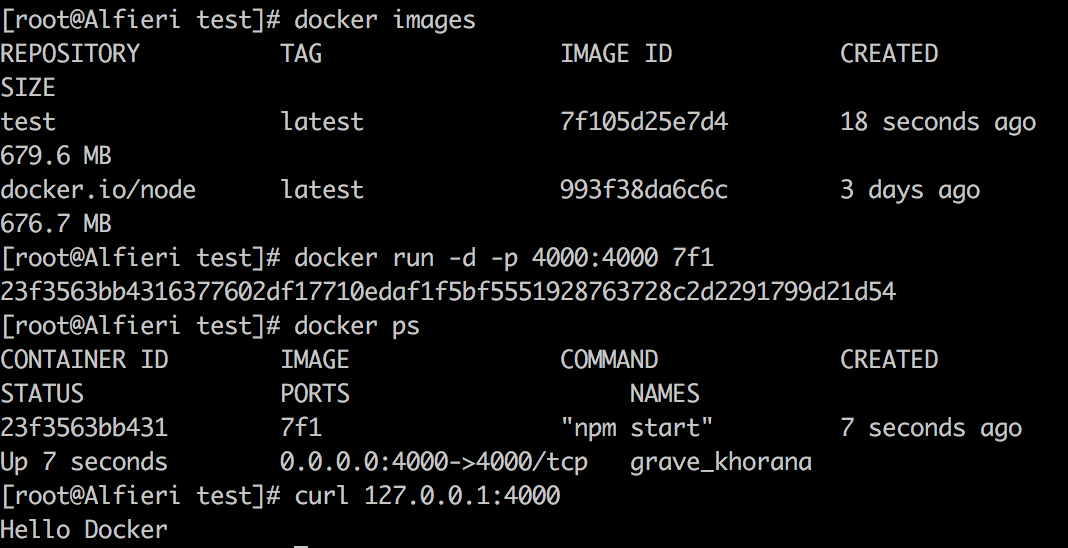 [root@Alfieri test]# docker images
REPOSITORY          TAG                 IMAGE ID            CREATED
SIZE
test                latest              7f105d25e7d4        18 seconds ago
679.6 MB
docker.io/node      latest              993f38da6c6c        3 days ago
676.7 MB
[root@Alfieri test]# docker run -d -p 4000:4000 7f1
23f3563bb4316377602df17710edaf1f5bf5551928763728c2d2291799d21d54
[root@Alfieri test]# docker ps
CONTAINER ID        IMAGE               COMMAND             CREATED
STATUS              PORTS                    NAMES
23f3563bb431        7f1                 "npm start"         7 seconds ago
Up 7 seconds        0.0.0.0:4000->4000/tcp   grave_khorana
[root@Alfieri test]# curl 127.0.0.1:4000
Hello Docker